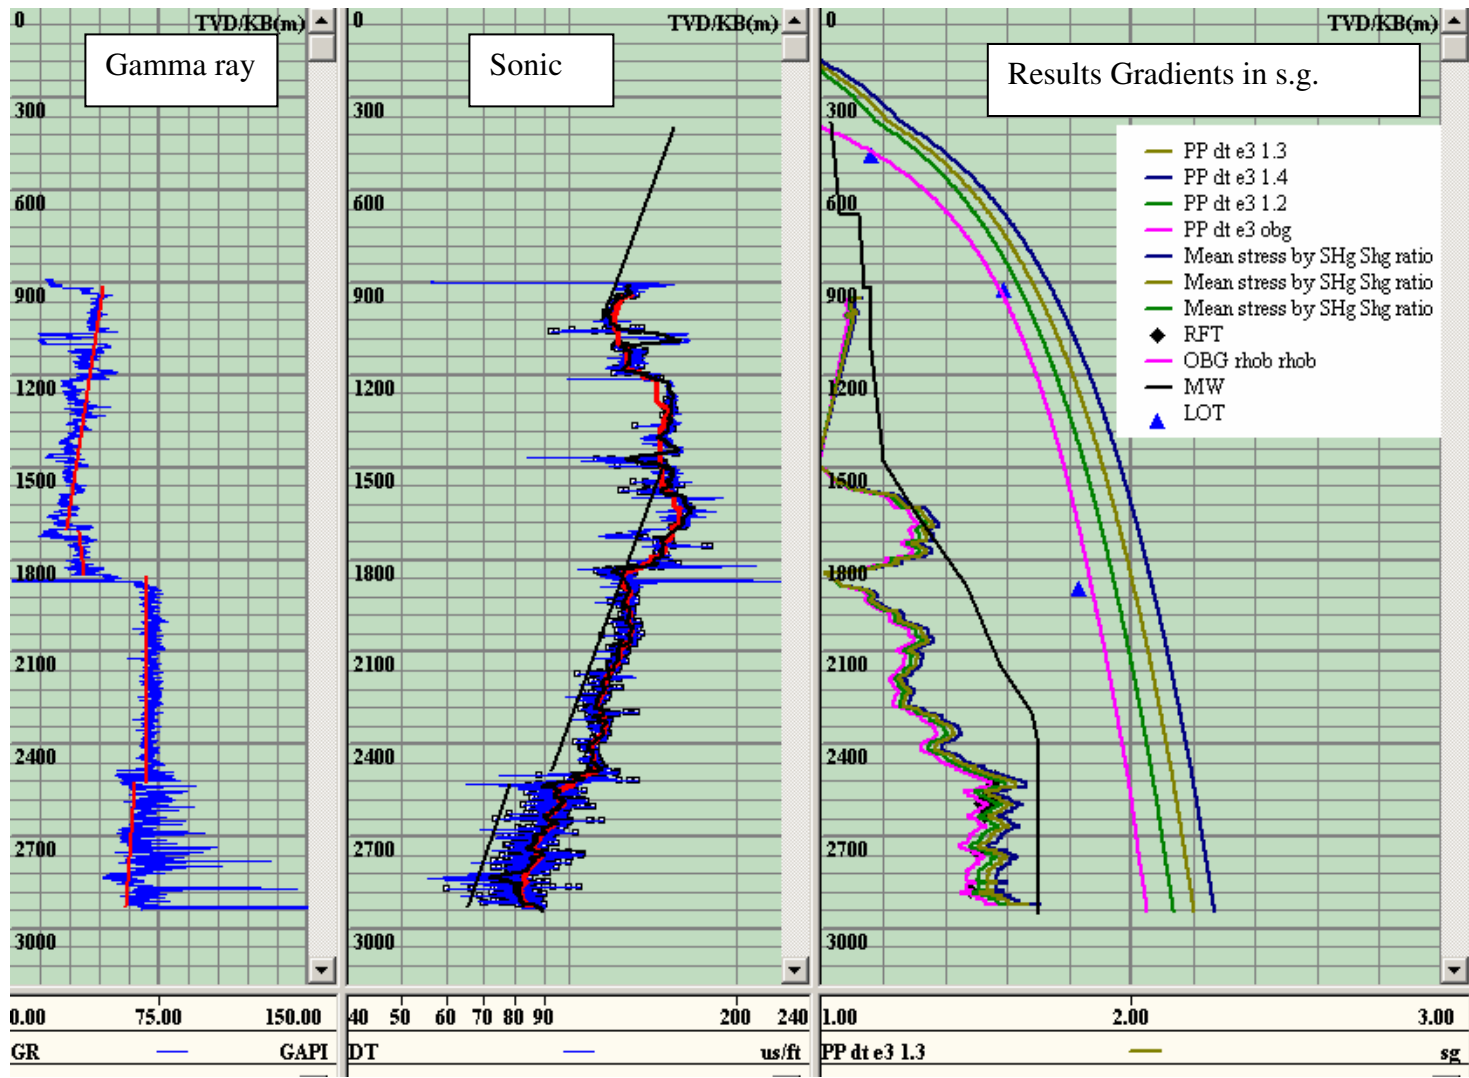 0 TVD/KB(m)
Gamma ray
300
600
900
1200
1500
1800
2100
2400
2700
3000
0.00 75.00 150.00
GR GAPI
0 TVD/KB(m)
Sonic
300
600
900
1200
1500
1800
2100
2400
2700
3000
40 50 60 70 80 90 200 240
DT us/ft
0 TVD/KB(m)
Results Gradients in s.g.
300
600
900
1200
1500
1800
2100
2400
2700
3000
PP dt e3 1.3
PP dt e3 1.4
PP dt e3 1.2
PP dt e3 obg
Mean stress by SHg Shg ratio
Mean stress by SHg Shg ratio
Mean stress by SHg Shg ratio
RFT
OBG rhob rhob
MW
LOT
1.00 2.00 3.00
PP dt e3 1.3 sg